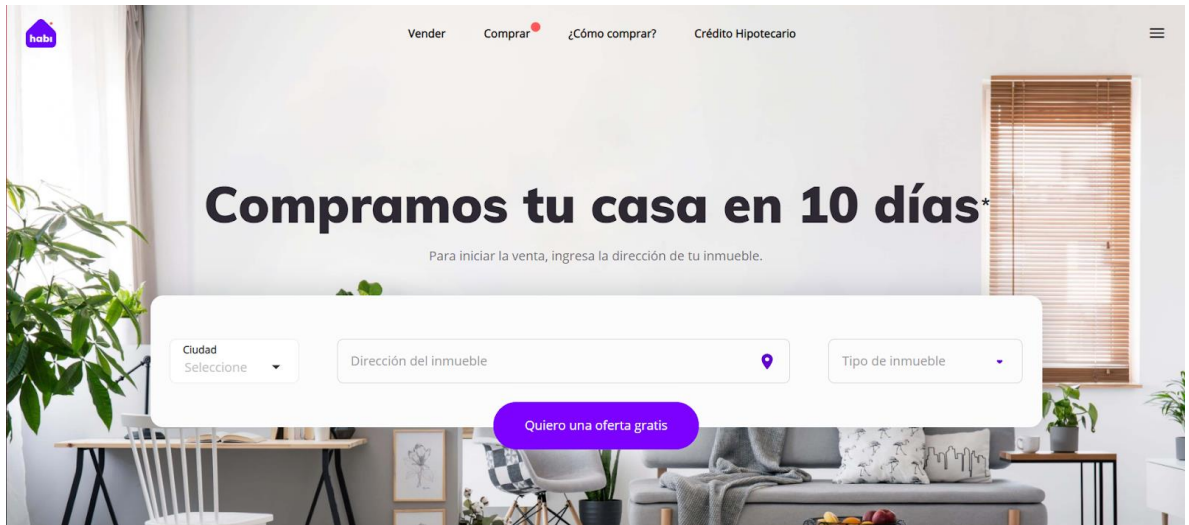 habi
Vender Comprar ¿Cómo comprar? Crédito Hipotecario
Compramos tu casa en 10 días*
Para iniciar la venta, ingresa la dirección de tu inmueble.
Ciudad
Seleccione
Dirección del inmueble
Tipo de inmueble
Quiero una oferta gratis